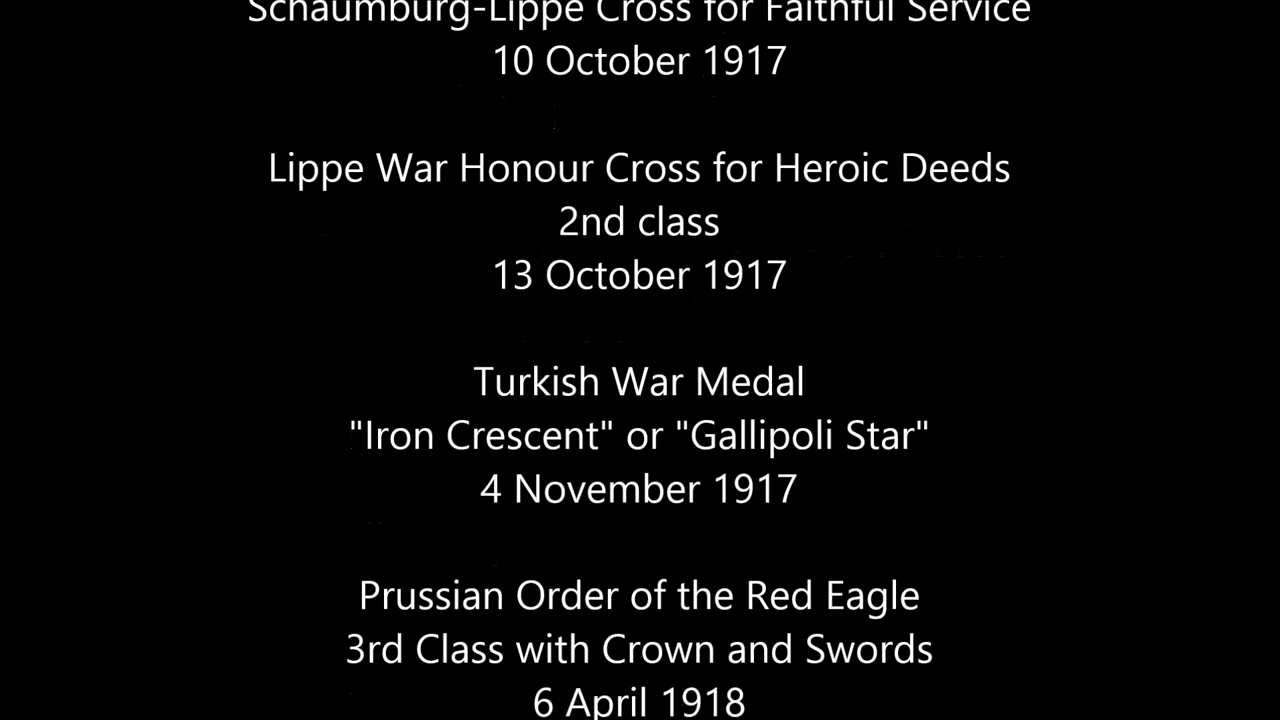 Schaumburg-Lippe Cross for Faithful Service
10 October 1917
Lippe War Honour Cross for Heroic Deeds
2nd class
13 October 1917
Turkish War Medal
"Iron Crescent" or "Gallipoli Star"
4 November 1917
Prussian Order of the Red Eagle
3rd Class with Crown and Swords
6 April 1918